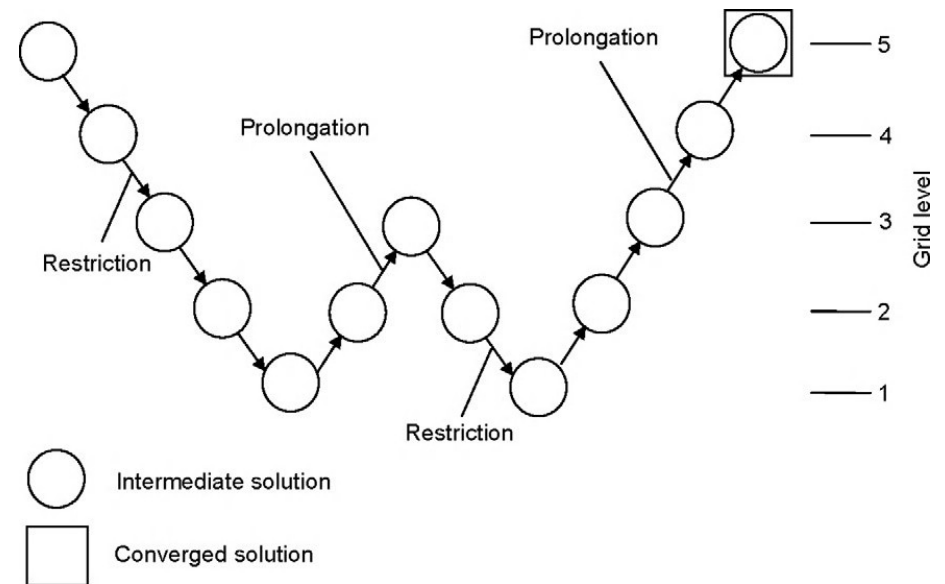 Prolongation
5
4
Prolongation
3
Restriction
Grid level
2
1
Restriction
Intermediate solution
Converged solution